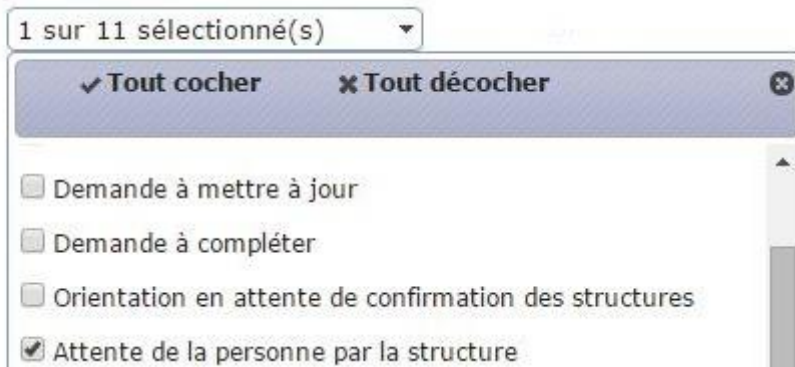 1 sur 11 sélectionné(s)
Tout cocher Tout décocher
Demande à mettre à jour
Demande à compléter
Orientation en attente de confirmation des structures
Attente de la personne par la structure